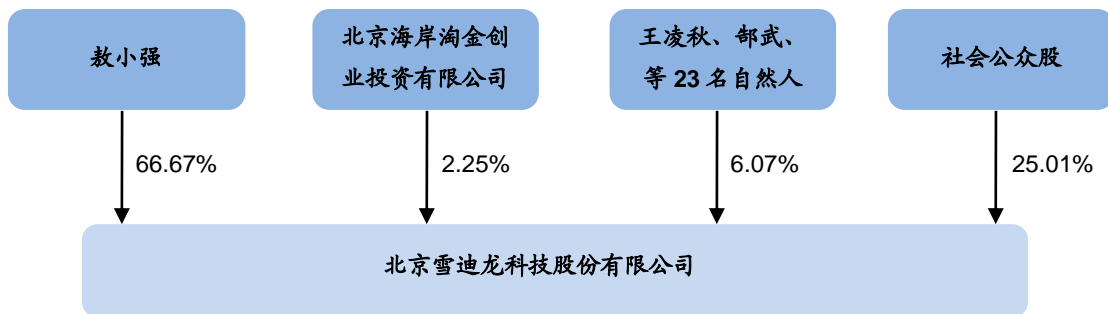 敖小强
北京海岸淘金创
业投资有限公司
王凌秋、郜武、
等 23 名自然人
社会公众股
66.67%
2.25%
6.07%
25.01%
北京雪迪龙科技股份有限公司